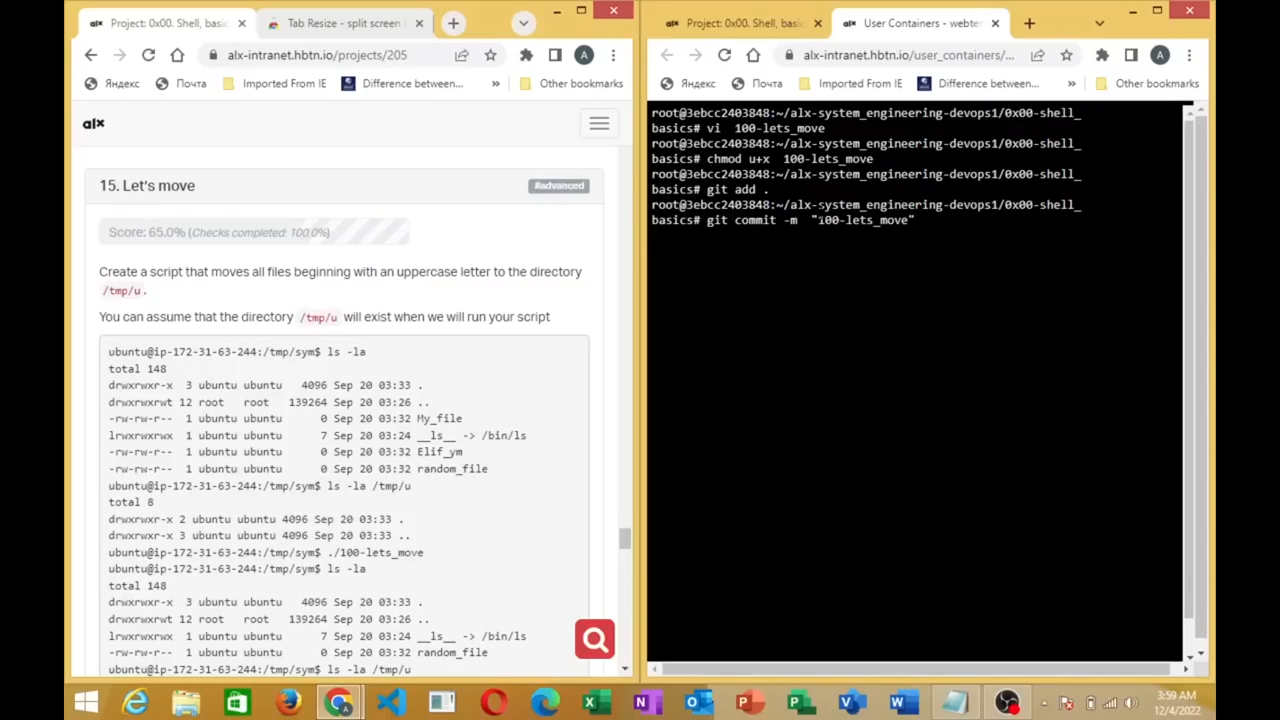 Project: 0x00. Shell, basic
Tab Resize - split screen
alx-intranet.hbtn.io/projects/205
Яндекс
Почта
Imported From IE
Difference between...
»
Other bookmarks
alx
15. Let's move
#advanced
Score: 65.0% (Checks completed: 100.0%)
Create a script that moves all files beginning with an uppercase letter to the directory
/tmp/u.
You can assume that the directory /tmp/u will exist when we will run your script
ubuntu@ip-172-31-63-244:/tmp/sym$ ls -la
total 148
drwxrwxr-x 3 ubuntu ubuntu 4096 Sep 20 03:33 .
drwxrwxrwt 12 root root 139264 Sep 20 03:26 ..
-rw-rw-r-- 1 ubuntu ubuntu 0 Sep 20 03:32 My_file
lrwxrwxrwx 1 ubuntu ubuntu 7 Sep 20 03:24 __ls__ -> /bin/ls
-rw-rw-r-- 1 ubuntu ubuntu 0 Sep 20 03:32 Elif_ym
-rw-rw-r-- 1 ubuntu ubuntu 0 Sep 20 03:32 random_file
ubuntu@ip-172-31-63-244:/tmp/sym$ ls -la /tmp/u
total 8
drwxrwxr-x 2 ubuntu ubuntu 4096 Sep 20 03:33 .
drwxrwxr-x 3 ubuntu ubuntu 4096 Sep 20 03:33 ..
ubuntu@ip-172-31-63-244:/tmp/sym$ ./100-lets_move
ubuntu@ip-172-31-63-244:/tmp/sym$ ls -la
total 148
drwxrwxr-x 3 ubuntu ubuntu 4096 Sep 20 03:33 .
drwxrwxrwt 12 root root 139264 Sep 20 03:26 ..
lrwxrwxrwx 1 ubuntu ubuntu 7 Sep 20 03:24 __ls__ -> /bin/ls
-rw-rw-r-- 1 ubuntu ubuntu 0 Sep 20 03:32 random_file
ubuntu@ip-172-31-63-244:/tmp/sym$ ls -la /tmp/u
Project: 0x00. Shell, basic
User Containers - webter
alx-intranet.hbtn.io/user_containers/...
Яндекс
Почта
Imported From IE
Difference between...
»
Other bookmarks
root@3ebcc2403848:~/alx-system_engineering-devops1/0x00-shell_
basics# vi 100-lets_move
root@3ebcc2403848:~/alx-system_engineering-devops1/0x00-shell_
basics# chmod u+x 100-lets_move
root@3ebcc2403848:~/alx-system_engineering-devops1/0x00-shell_
basics# git add .
root@3ebcc2403848:~/alx-system_engineering-devops1/0x00-shell_
basics# git commit -m "100-lets_move"
3:59 AM
12/4/2022